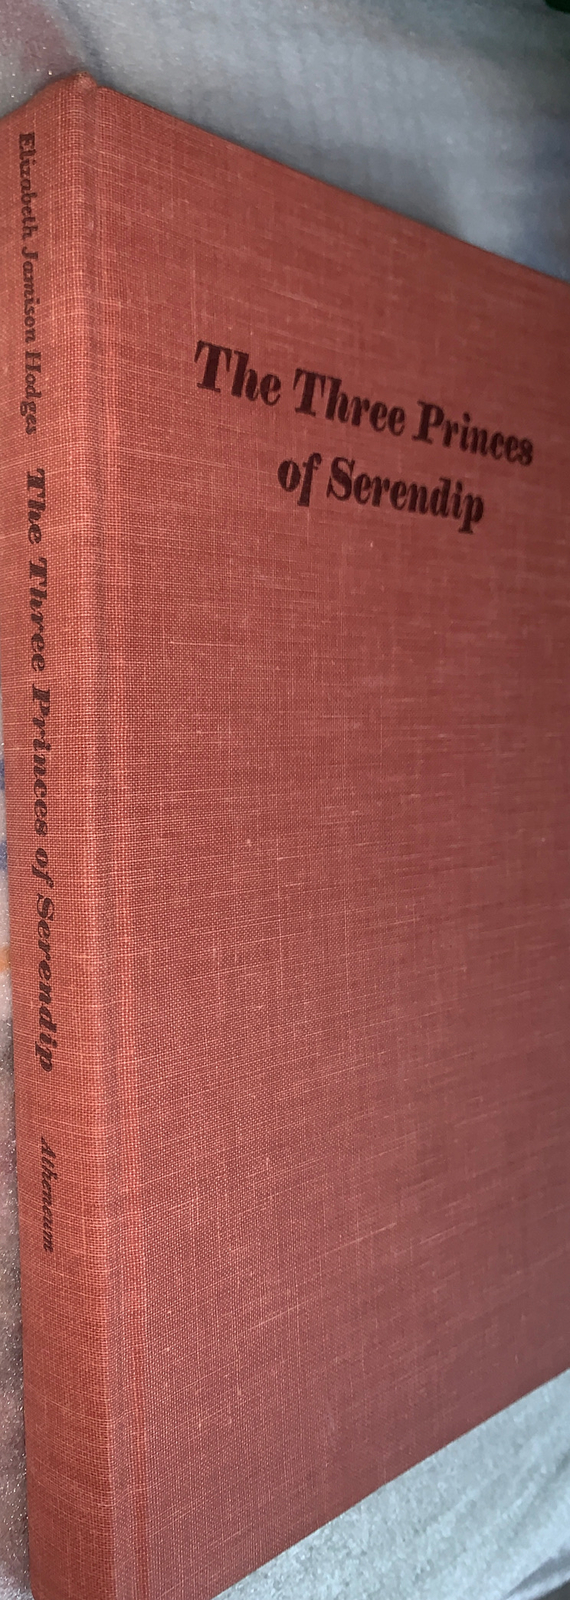 The Three Princes
of Serendip
Elizabeth Jamison Hodges The Three Princes of Serendip Atheneum